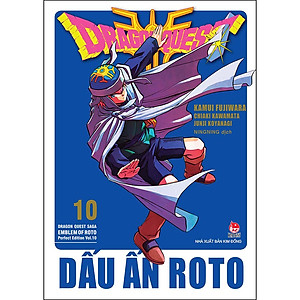 DRAGON QUEST
KAMUI FUJIWARA
CHIAKI KAWAMATA
JUNJI KOYANAGI
NINGNING dịch
10
DRAGON QUEST SAGA
EMBLEM OF ROTO
Perfect Edition Vol.10
NHÀ XUẤT BẢN KIM ĐỒNG
DẤU ẤN ROTO